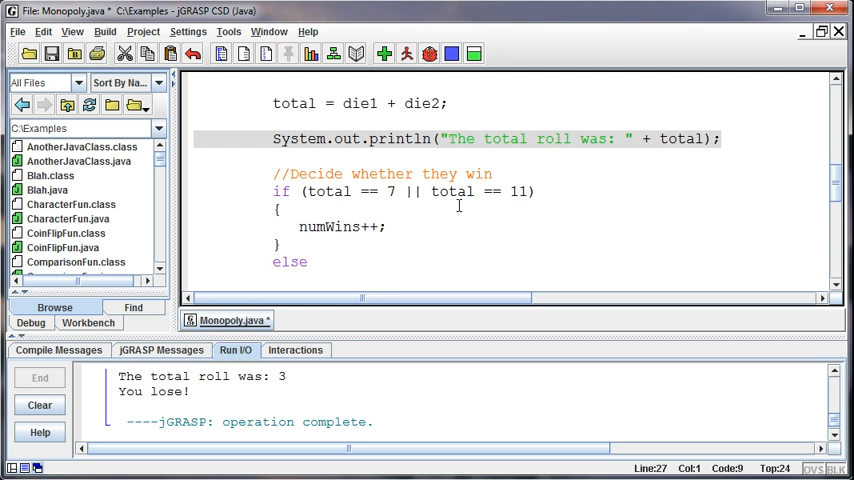 File: Monopoly.java * C:\Examples - jGRASP CSD (Java)
File Edit View Build Project Settings Tools Window Help
All Files Sort By Na...
C:\Examples
AnotherJavaClass.class
AnotherJavaClass.java
Blah.class
Blah.java
CharacterFun.class
CharacterFun.java
CoinFlipFun.class
CoinFlipFun.java
ComparisonFun.class
Browse Find
Debug Workbench
total = die1 + die2;
System.out.println("The total roll was: " + total);
//Decide whether they win
if (total == 7 || total == 11)
{
numWins++;
}
else
Monopoly.java *
Compile Messages jGRASP Messages Run I/O Interactions
End
Clear
Help
The total roll was: 3
You lose!
----jGRASP: operation complete.
Line:27 Col:1 Code:9 Top:24 OVS BLK